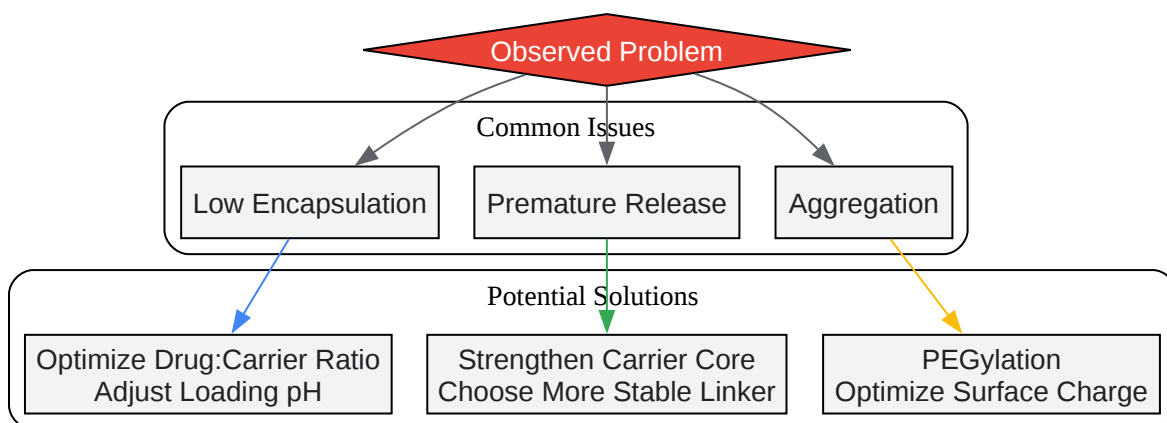 Observed Problem
Common Issues
Low Encapsulation
Premature Release
Aggregation
Potential Solutions
Optimize Drug:Carrier Ratio
Adjust Loading pH
Strengthen Carrier Core
Choose More Stable Linker
PEGylation
Optimize Surface Charge